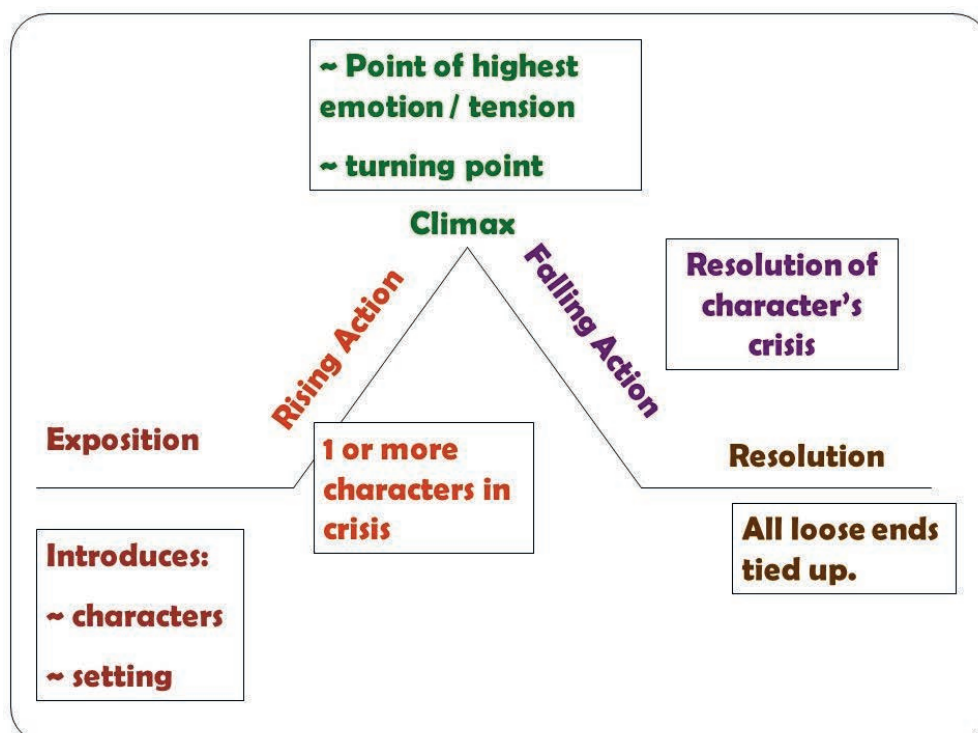 ~ Point of highest
emotion / tension
~ turning point
Climax
Rising Action
Falling Action
Resolution of
character's
crisis
Exposition
1 or more
characters in
crisis
Resolution
Introduces:
~ characters
~ setting
All loose ends
tied up.